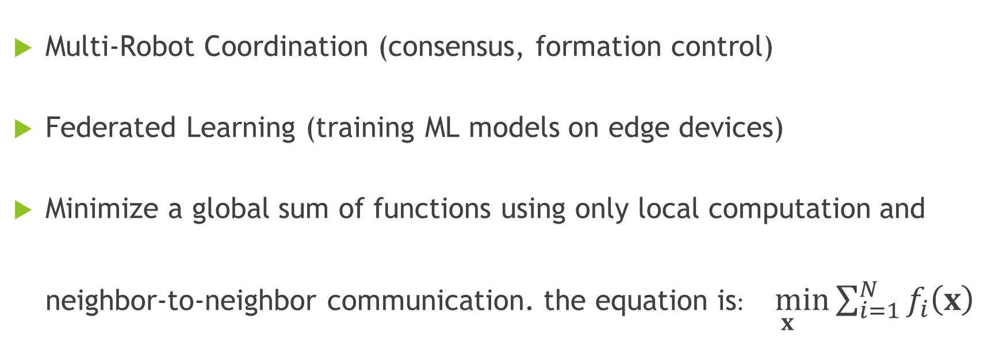 ▶ Multi-Robot Coordination (consensus, formation control)
▶ Federated Learning (training ML models on edge devices)
▶ Minimize a global sum of functions using only local computation and
neighbor-to-neighbor communication. the equation is: $\min_{\mathbf{x}} \sum_{i=1}^{N} f_i(\mathbf{x})$